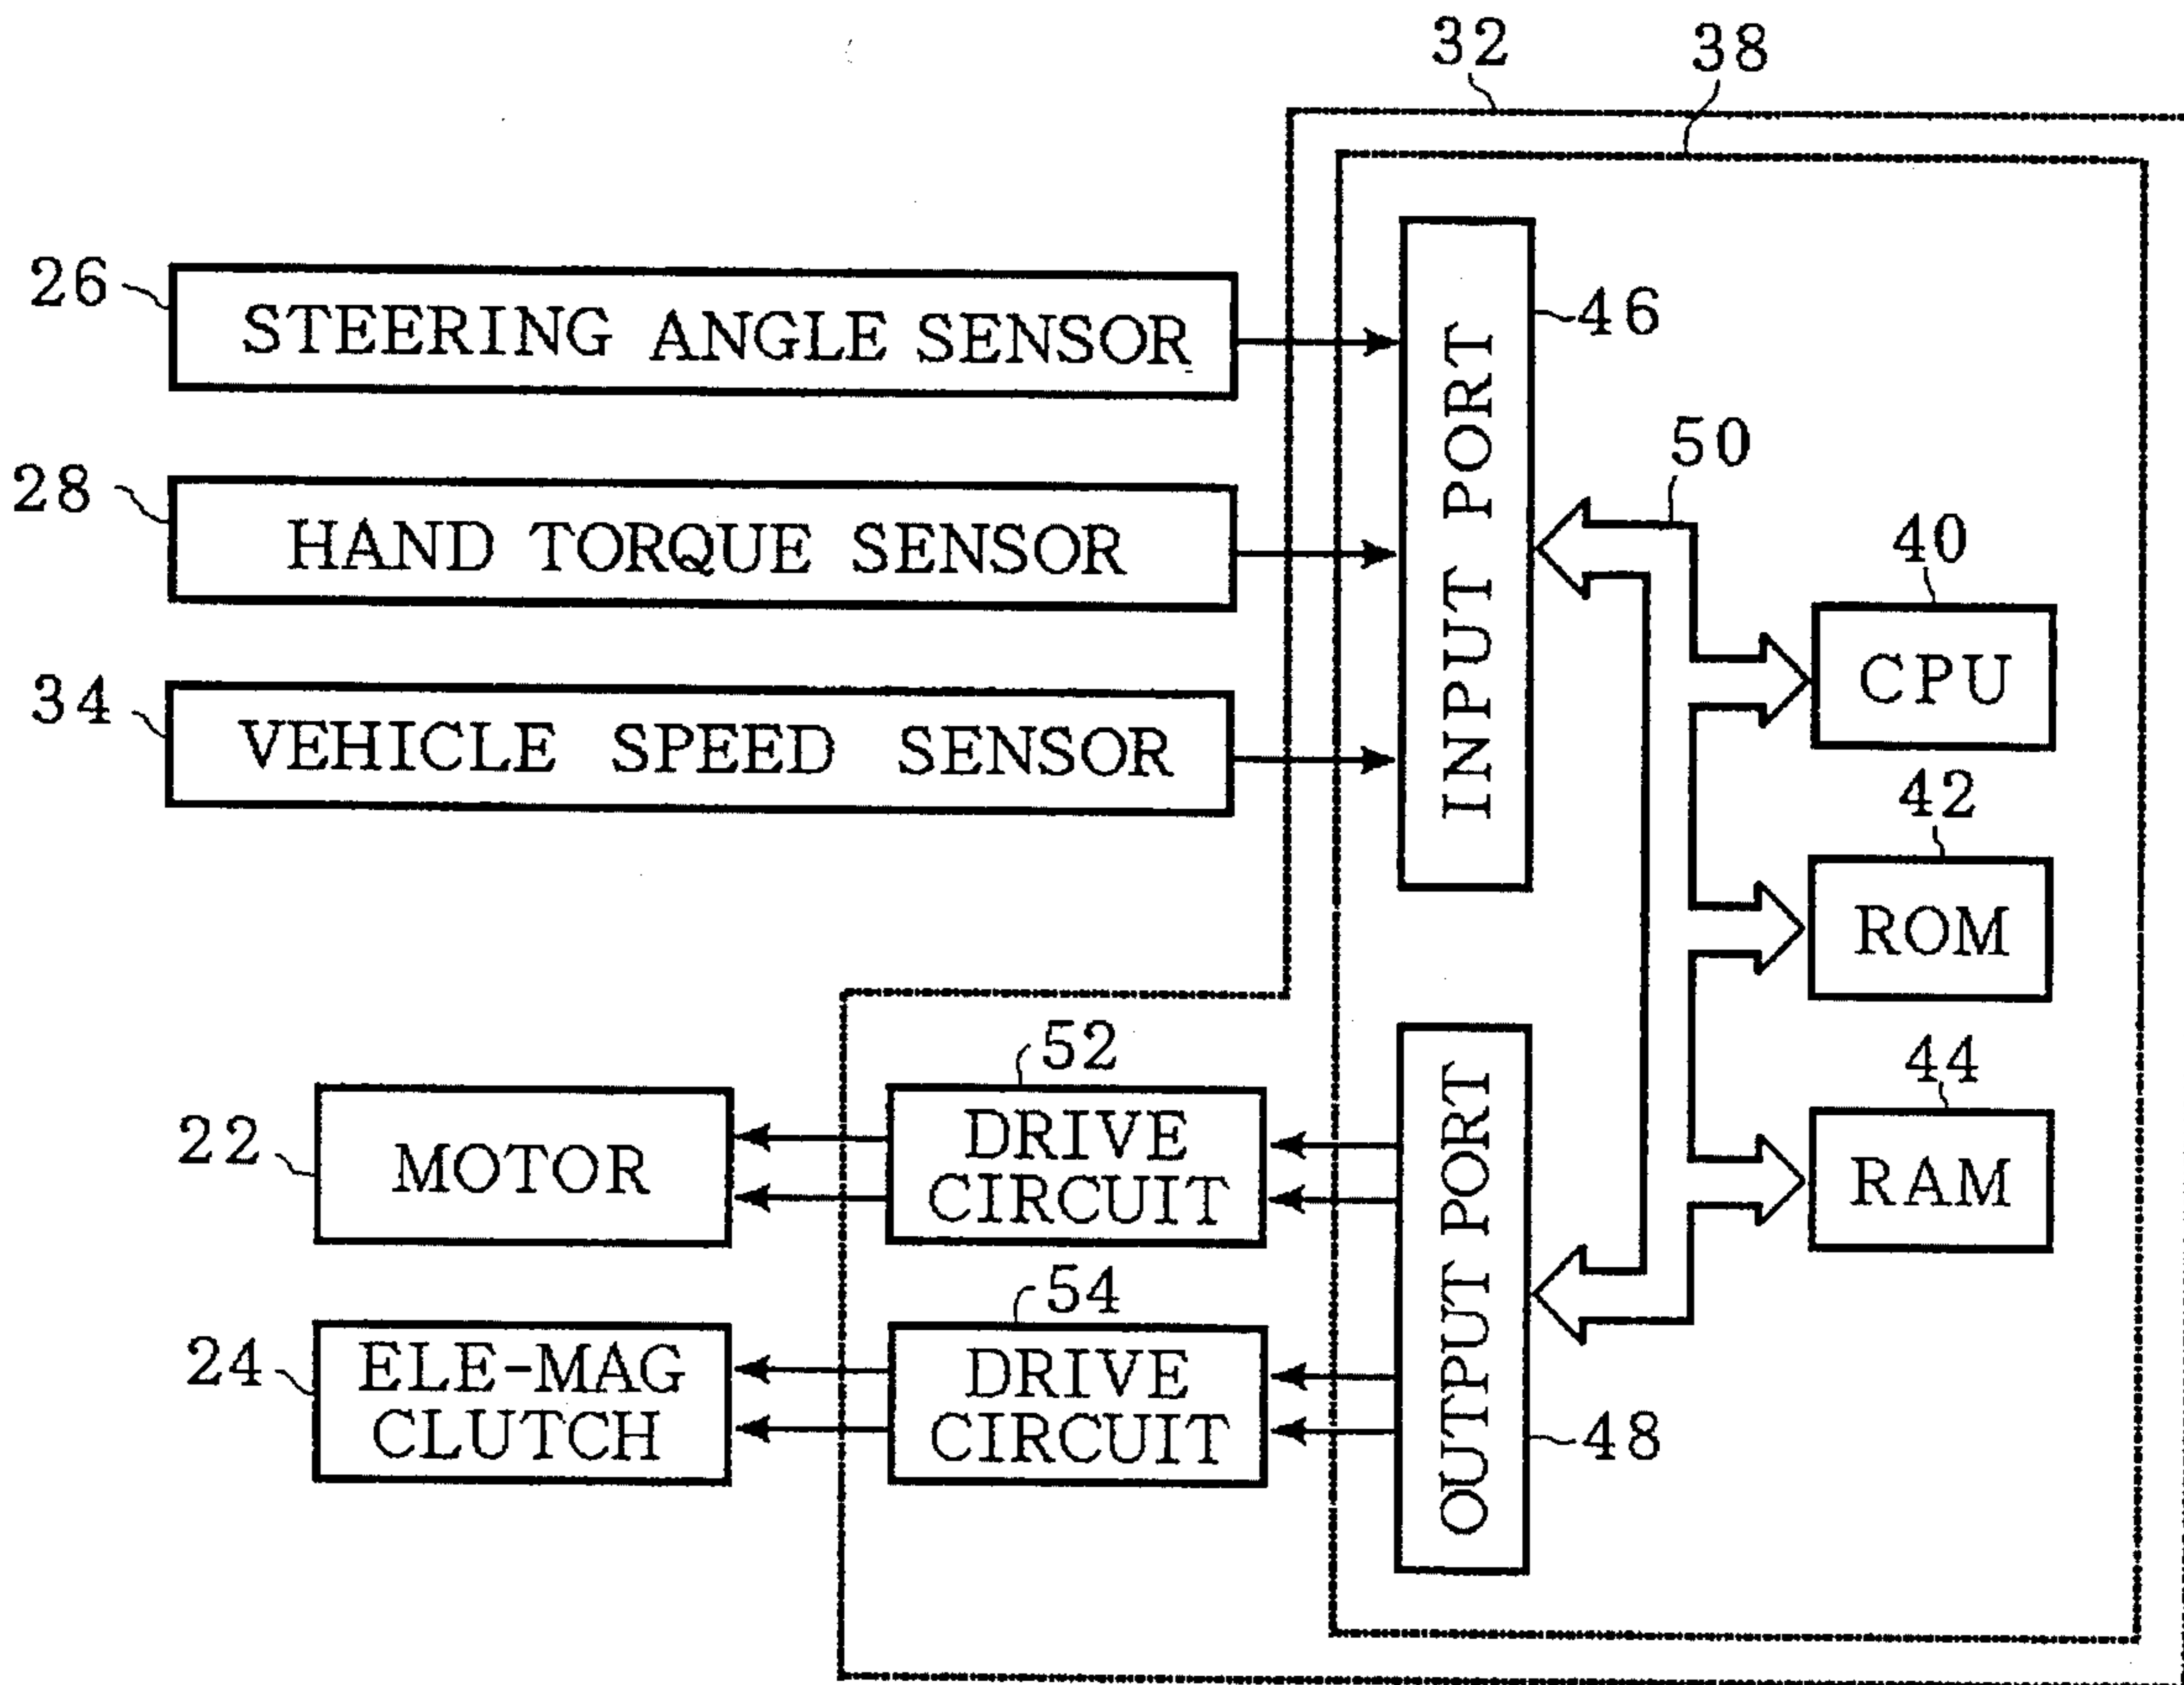 32
38
26
STEERING ANGLE SENSOR
46
28
HAND TORQUE SENSOR
INPUT PORT
50
40
CPU
34
VEHICLE SPEED SENSOR
42
ROM
52
44
22
MOTOR
DRIVE
CIRCUIT
OUTPUT PORT
RAM
54
24
ELE-MAG
CLUTCH
DRIVE
CIRCUIT
48